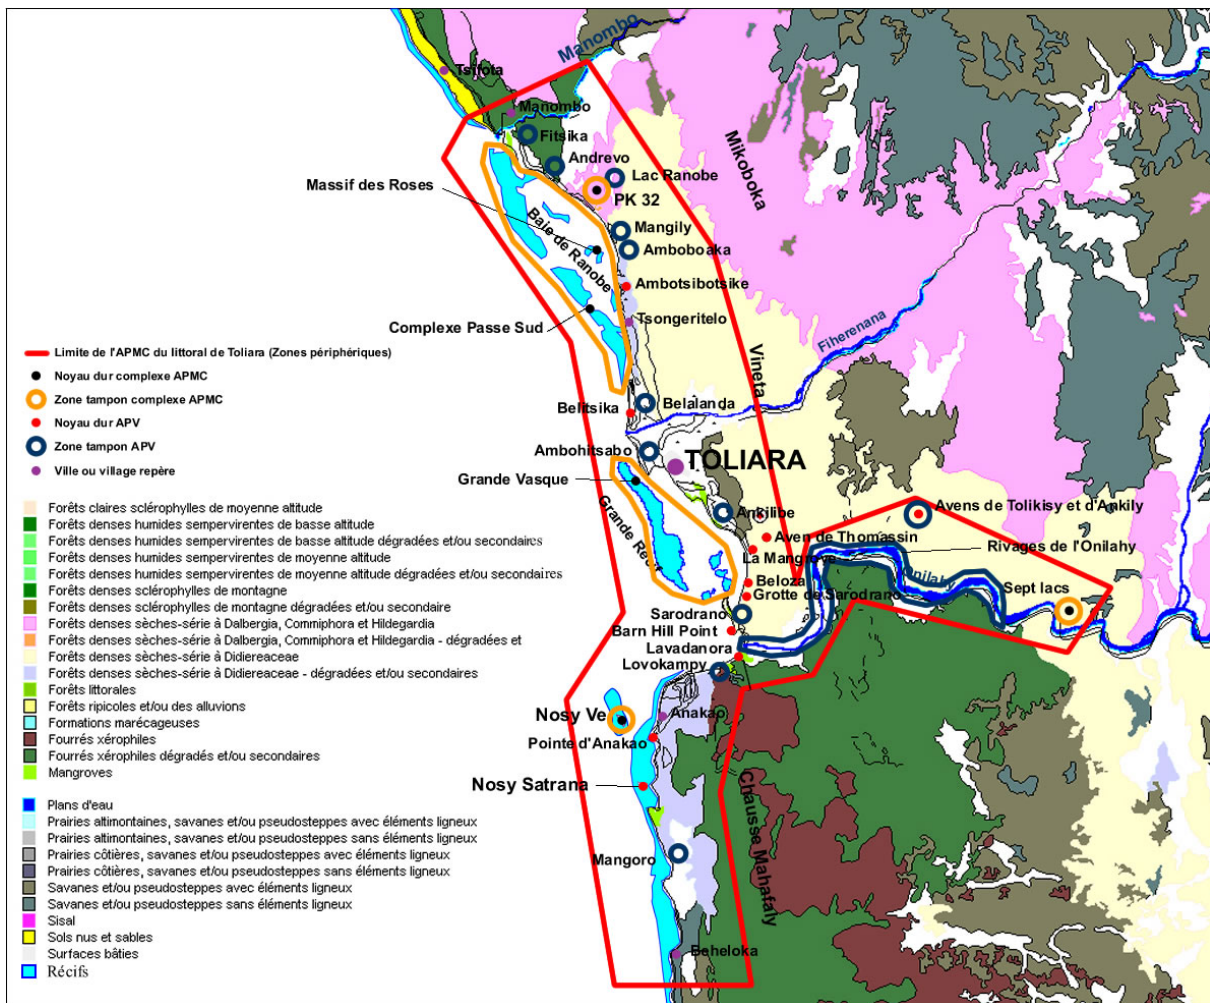 Manombo
Tsifota
Manombo
Fitsika
Andrevo
Mikoboka
Lac Ranobe
Massif des Roses
PK 32
Baie de Ranobe
Mangily
Amboboaka
Ambotsibotsike
Complexe Passe Sud
Tsongeritelo
Fiherenana
Vineta
Limite de l'APMC du littoral de Toliara (Zones périphériques)
Noyau dur complexe APMC
Zone tampon complexe APMC
Noyau dur APV
Zone tampon APV
Ville ou village repère
Belitsika
Belalanda
Ambohitsabo
TOLIARA
Grande Vasque
Ankilibe
Avens de Tolikisy et d'Ankily
Aven de Thomassin
La Mangrove
Rivages de l'Onilahy
Onilahy
Beloza
Grotte de Sarodrano
Sept lacs
Sarodrano
Barn Hill Point
Lavadanora
Lovokampy
Nosy Ve
Anakao
Pointe d'Anakao
Nosy Satrana
Chausse Mahafaly
Mangoro
Beheloka
Forêts claires sclérophylles de moyenne altitude
Forêts denses humides sempervirentes de basse altitude
Forêts denses humides sempervirentes de basse altitude dégradées et/ou secondaires
Forêts denses humides sempervirentes de moyenne altitude
Forêts denses humides sempervirentes de moyenne altitude dégradées et/ou secondaires
Forêts denses sclérophylles de montagne
Forêts denses sclérophylles de montagne dégradées et/ou secondaire
Forêts denses sèches-série à Dalbergia, Commiphora et Hildegardia
Forêts denses sèches-série à Dalbergia, Commiphora et Hildegardia - dégradées et
Forêts denses sèches-série à Didiereaceae
Forêts denses sèches-série à Didiereaceae - dégradées et/ou secondaires
Forêts littorales
Forêts ripicoles et/ou des alluvions
Formations marécageuses
Fourrés xérophiles
Fourrés xérophiles dégradés et/ou secondaires
Mangroves
Plans d'eau
Prairies altimontaines, savanes et/ou pseudosteppes avec éléments ligneux
Prairies altimontaines, savanes et/ou pseudosteppes sans éléments ligneux
Prairies côtières, savanes et/ou pseudosteppes avec éléments ligneux
Prairies côtières, savanes et/ou pseudosteppes sans éléments ligneux
Savanes et/ou pseudosteppes avec éléments ligneux
Savanes et/ou pseudosteppes sans éléments ligneux
Sisal
Sols nus et sables
Surfaces bâties
Récifs